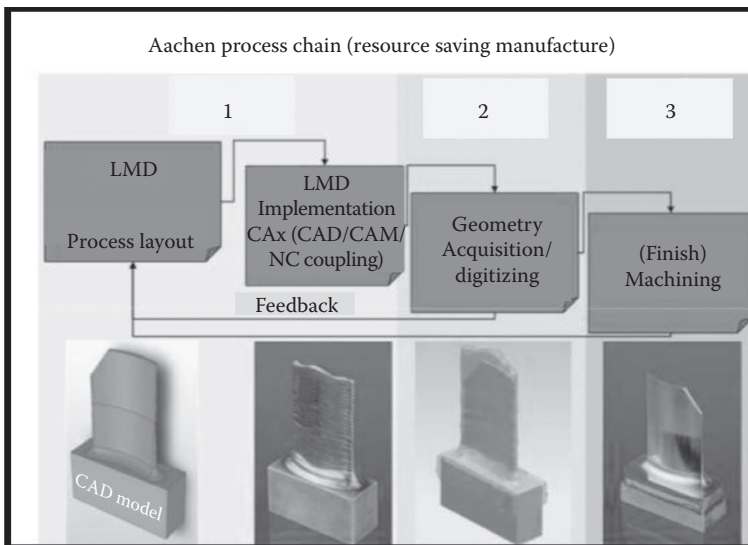 Aachen process chain (resource saving manufacture)
1
2
3
LMD
Process layout
LMD
Implementation
CAx (CAD/CAM/
NC coupling)
Geometry
Acquisition/
digitizing
(Finish)
Machining
Feedback
CAD model